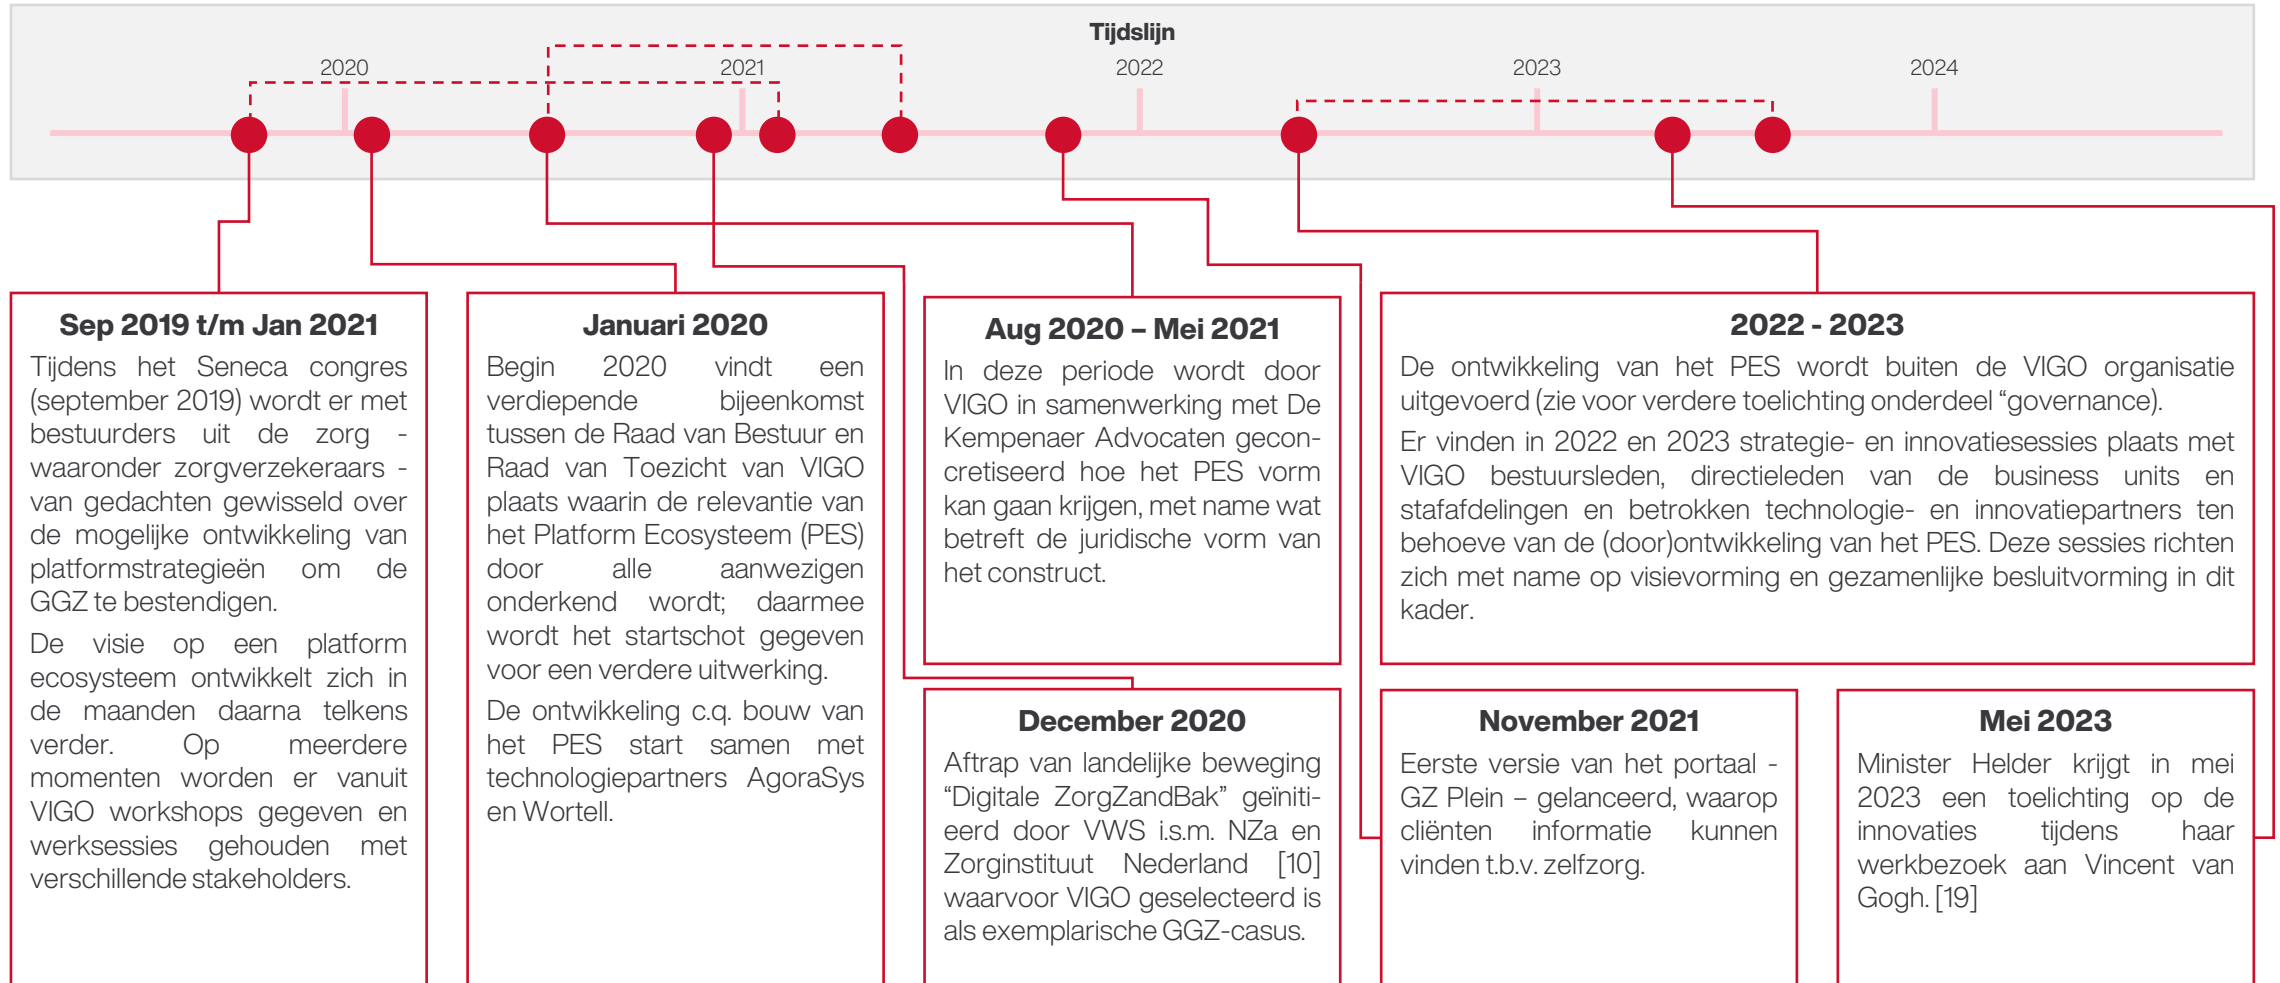 Tijdslijn
2020
2021
2022
2023
2024
Sep 2019 t/m Jan 2021
Tijdens het Seneca congres
(september 2019) wordt er met
bestuurders uit de zorg -
waaronder zorgverzekeraars -
van gedachten gewisseld over
de mogelijke ontwikkeling van
platformstrategieën om de
GGZ te bestendigen.
De visie op een platform
ecosysteem ontwikkelt zich in
de maanden daarna telkens
verder. Op meerdere
momenten worden er vanuit
VIGO workshops gegeven en
werksessies gehouden met
verschillende stakeholders.
Januari 2020
Begin 2020 vindt een
verdiepende bijeenkomst
tussen de Raad van Bestuur en
Raad van Toezicht van VIGO
plaats waarin de relevantie van
het Platform Ecosysteem (PES)
door alle aanwezigen
onderkend wordt; daarmee
wordt het startschot gegeven
voor een verdere uitwerking.
De ontwikkeling c.q. bouw van
het PES start samen met
technologiepartners AgoraSys
en Wortell.
Aug 2020 – Mei 2021
In deze periode wordt door
VIGO in samenwerking met De
Kempenaer Advocaten gecon-
cretiseerd hoe het PES vorm
kan gaan krijgen, met name wat
betreft de juridische vorm van
het construct.
December 2020
Aftrap van landelijke beweging
“Digitale ZorgZandBak” geïniti-
eerd door VWS i.s.m. NZa en
Zorginstituut Nederland [10]
waarvoor VIGO geselecteerd is
als exemplarische GGZ-casus.
2022 - 2023
De ontwikkeling van het PES wordt buiten de VIGO organisatie
uitgevoerd (zie voor verdere toelichting onderdeel “governance).
Er vinden in 2022 en 2023 strategie- en innovatiesessies plaats met
VIGO bestuursleden, directieleden van de business units en
stafafdelingen en betrokken technologie- en innovatiepartners ten
behoeve van de (door)ontwikkeling van het PES. Deze sessies richten
zich met name op visievorming en gezamenlijke besluitvorming in dit
kader.
November 2021
Eerste versie van het portaal -
GZ Plein – gelanceerd, waarop
cliënten informatie kunnen
vinden t.b.v. zelfzorg.
Mei 2023
Minister Helder krijgt in mei
2023 een toelichting op de
innovaties tijdens haar
werkbezoek aan Vincent van
Gogh. [19]